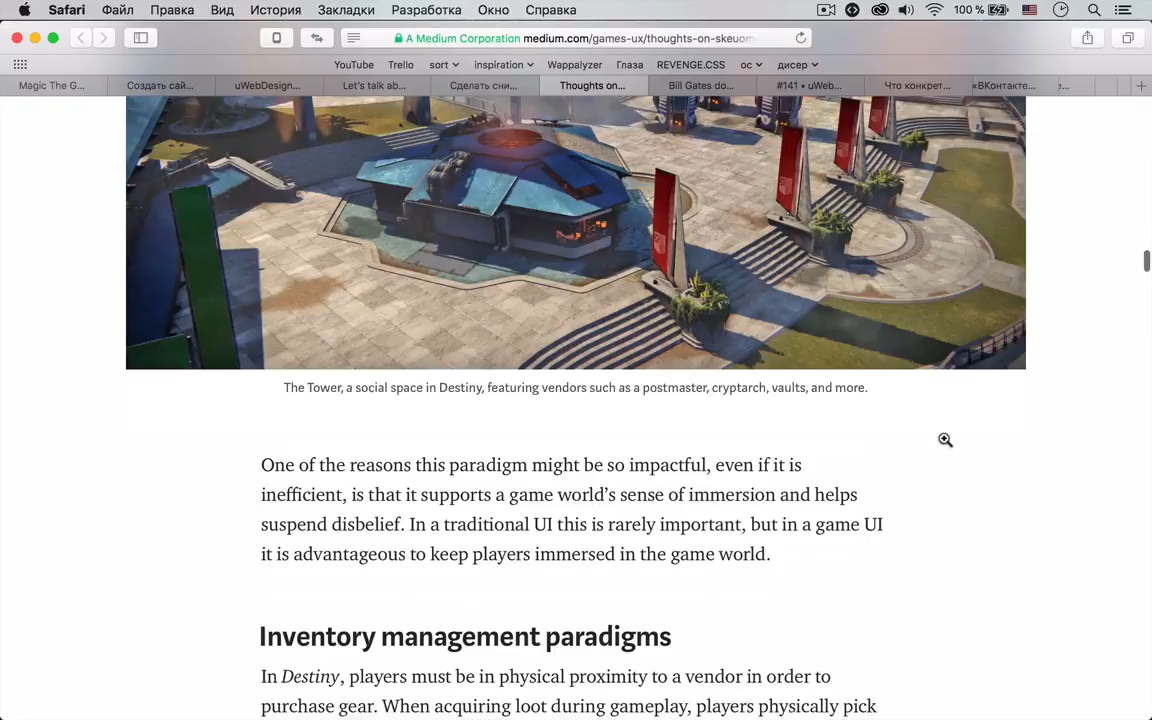 Safari Файл Правка Вид История Закладки Разработка Окно Справка 100 %
A Medium Corporation medium.com/games-ux/thoughts-on-skeuom
YouTube Trello sort inspiration Wappalyzer Глаза REVENGE.CSS ос дисер
Magic The G... Создать сай... uWebDesign... Let's talk ab... Сделать сни... Thoughts on... Bill Gates do... #141 • uWeb... Что конкрет... «ВКонтакте... е...
The Tower, a social space in Destiny, featuring vendors such as a postmaster, cryptarch, vaults, and more.
One of the reasons this paradigm might be so impactful, even if it is
inefficient, is that it supports a game world's sense of immersion and helps
suspend disbelief. In a traditional UI this is rarely important, but in a game UI
it is advantageous to keep players immersed in the game world.
Inventory management paradigms
In Destiny, players must be in physical proximity to a vendor in order to
purchase gear. When acquiring loot during gameplay, players physically pick